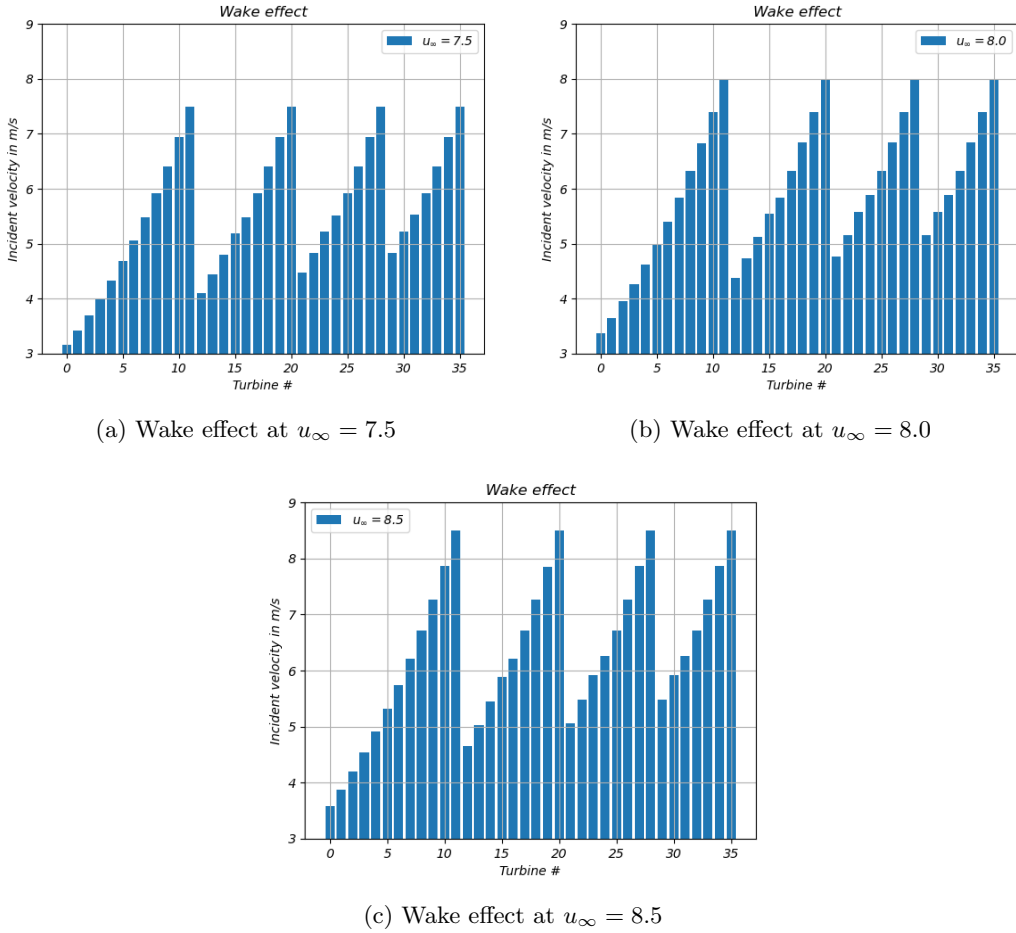 Wake effect
u∞ = 7.5
9
8
7
6
5
4
3
Incident velocity in m/s
0 5 10 15 20 25 30 35
Turbine #
(a) Wake effect at u∞ = 7.5
Wake effect
u∞ = 8.0
9
8
7
6
5
4
3
Incident velocity in m/s
0 5 10 15 20 25 30 35
Turbine #
(b) Wake effect at u∞ = 8.0
Wake effect
u∞ = 8.5
9
8
7
6
5
4
3
Incident velocity in m/s
0 5 10 15 20 25 30 35
Turbine #
(c) Wake effect at u∞ = 8.5